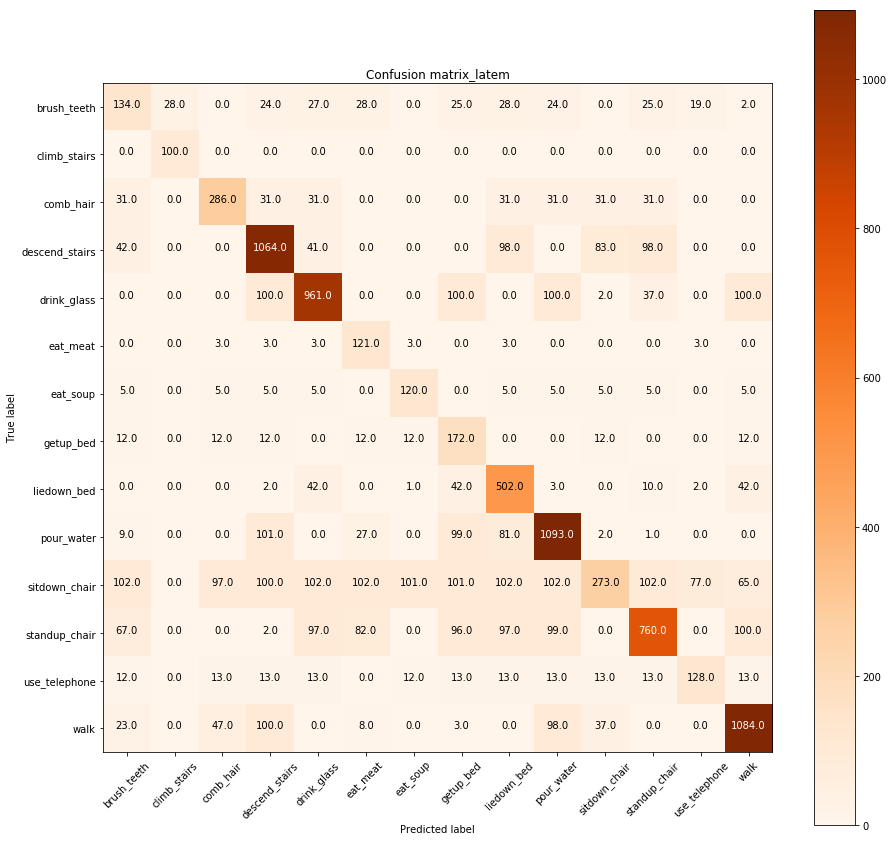 Confusion matrix_latem
brush_teeth 134.0 28.0 0.0 24.0 27.0 28.0 0.0 25.0 28.0 24.0 0.0 25.0 19.0 2.0
climb_stairs 0.0 100.0 0.0 0.0 0.0 0.0 0.0 0.0 0.0 0.0 0.0 0.0 0.0 0.0
comb_hair 31.0 0.0 286.0 31.0 31.0 0.0 0.0 0.0 31.0 31.0 31.0 31.0 0.0 0.0
descend_stairs 42.0 0.0 0.0 1064.0 41.0 0.0 0.0 0.0 98.0 0.0 83.0 98.0 0.0 0.0
drink_glass 0.0 0.0 0.0 100.0 961.0 0.0 0.0 100.0 0.0 100.0 2.0 37.0 0.0 100.0
eat_meat 0.0 0.0 3.0 3.0 3.0 121.0 3.0 0.0 3.0 0.0 0.0 0.0 3.0 0.0
eat_soup 5.0 0.0 5.0 5.0 5.0 0.0 120.0 0.0 5.0 5.0 5.0 5.0 0.0 5.0
getup_bed 12.0 0.0 12.0 12.0 0.0 12.0 12.0 172.0 0.0 0.0 12.0 0.0 0.0 12.0
liedown_bed 0.0 0.0 0.0 2.0 42.0 0.0 1.0 42.0 502.0 3.0 0.0 10.0 2.0 42.0
pour_water 9.0 0.0 0.0 101.0 0.0 27.0 0.0 99.0 81.0 1093.0 2.0 1.0 0.0 0.0
sitdown_chair 102.0 0.0 97.0 100.0 102.0 102.0 101.0 101.0 102.0 102.0 273.0 102.0 77.0 65.0
standup_chair 67.0 0.0 0.0 2.0 97.0 82.0 0.0 96.0 97.0 99.0 0.0 760.0 0.0 100.0
use_telephone 12.0 0.0 13.0 13.0 13.0 0.0 12.0 13.0 13.0 13.0 13.0 13.0 128.0 13.0
walk 23.0 0.0 47.0 100.0 0.0 8.0 0.0 3.0 0.0 98.0 37.0 0.0 0.0 1084.0
True label
brush_teeth climb_stairs comb_hair descend_stairs drink_glass eat_meat eat_soup getup_bed liedown_bed pour_water sitdown_chair standup_chair use_telephone walk
Predicted label
1000
800
600
400
200
0